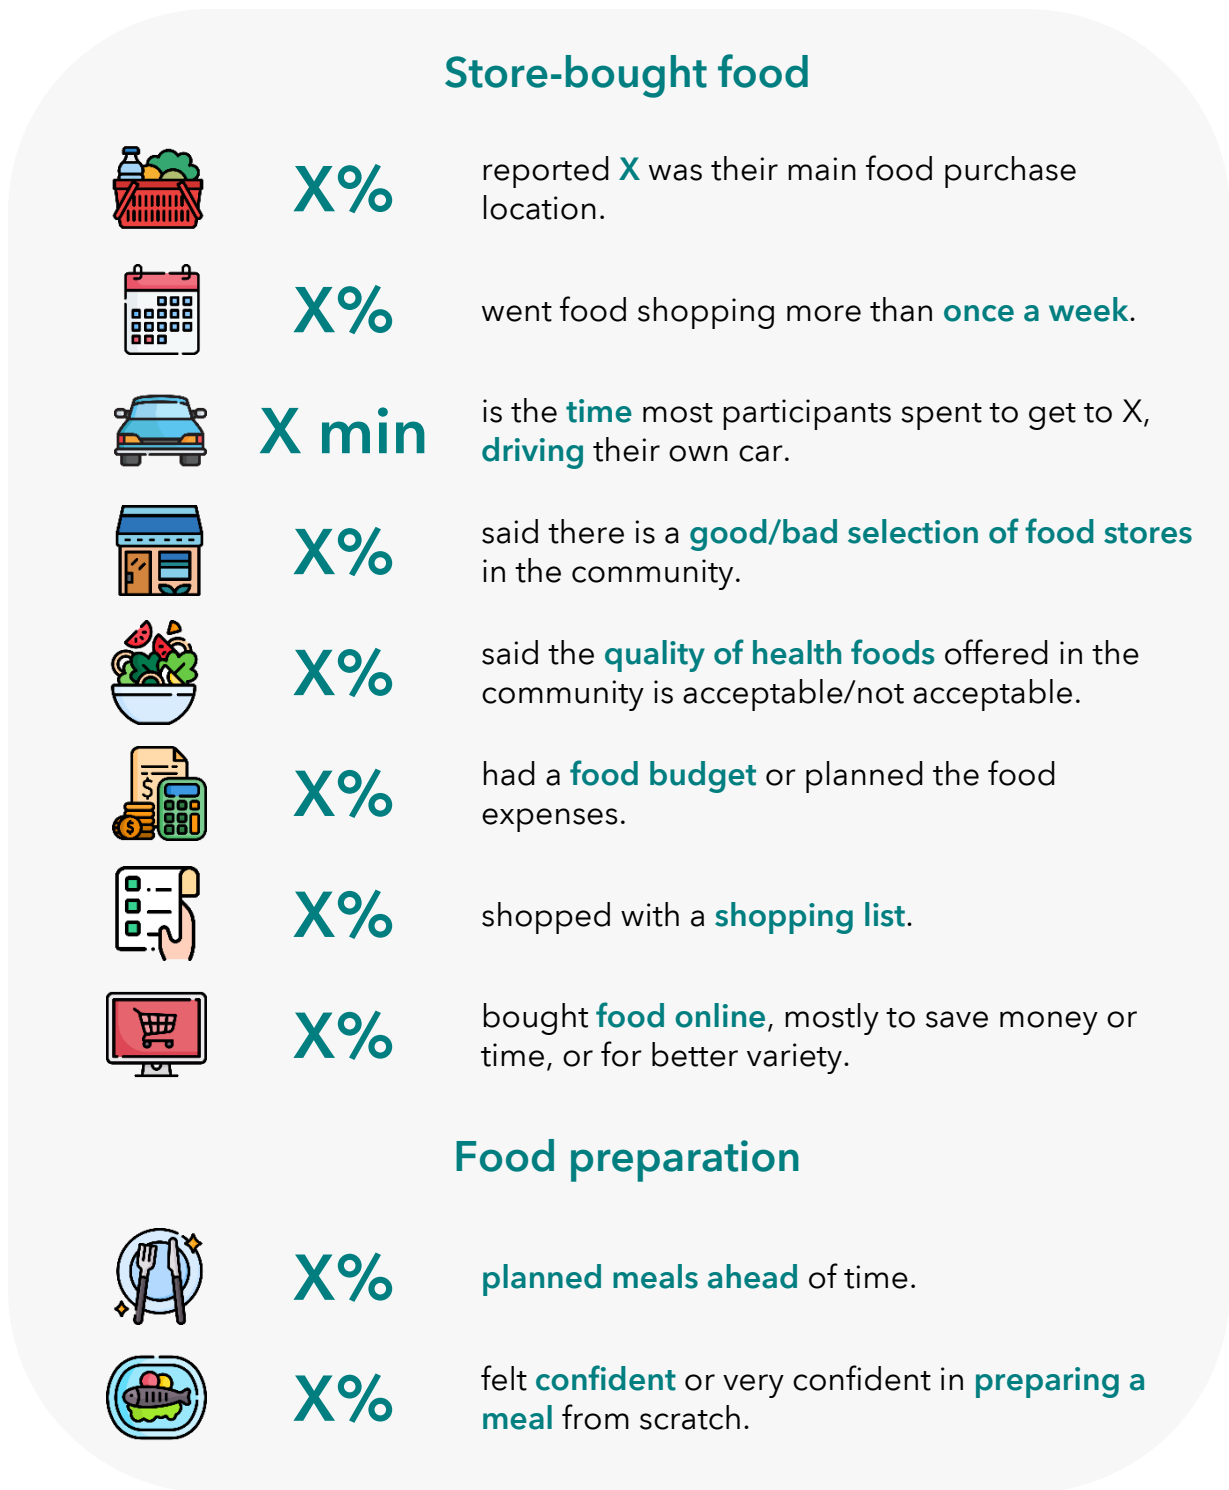 Store-bought food
X%
reported X was their main food purchase
location.
X%
went food shopping more than once a week.
X min
is the time most participants spent to get to X,
driving their own car.
X%
said there is a good/bad selection of food stores
in the community.
X%
said the quality of health foods offered in the
community is acceptable/not acceptable.
X%
had a food budget or planned the food
expenses.
X%
shopped with a shopping list.
X%
bought food online, mostly to save money or
time, or for better variety.
Food preparation
X%
planned meals ahead of time.
X%
felt confident or very confident in preparing a
meal from scratch.